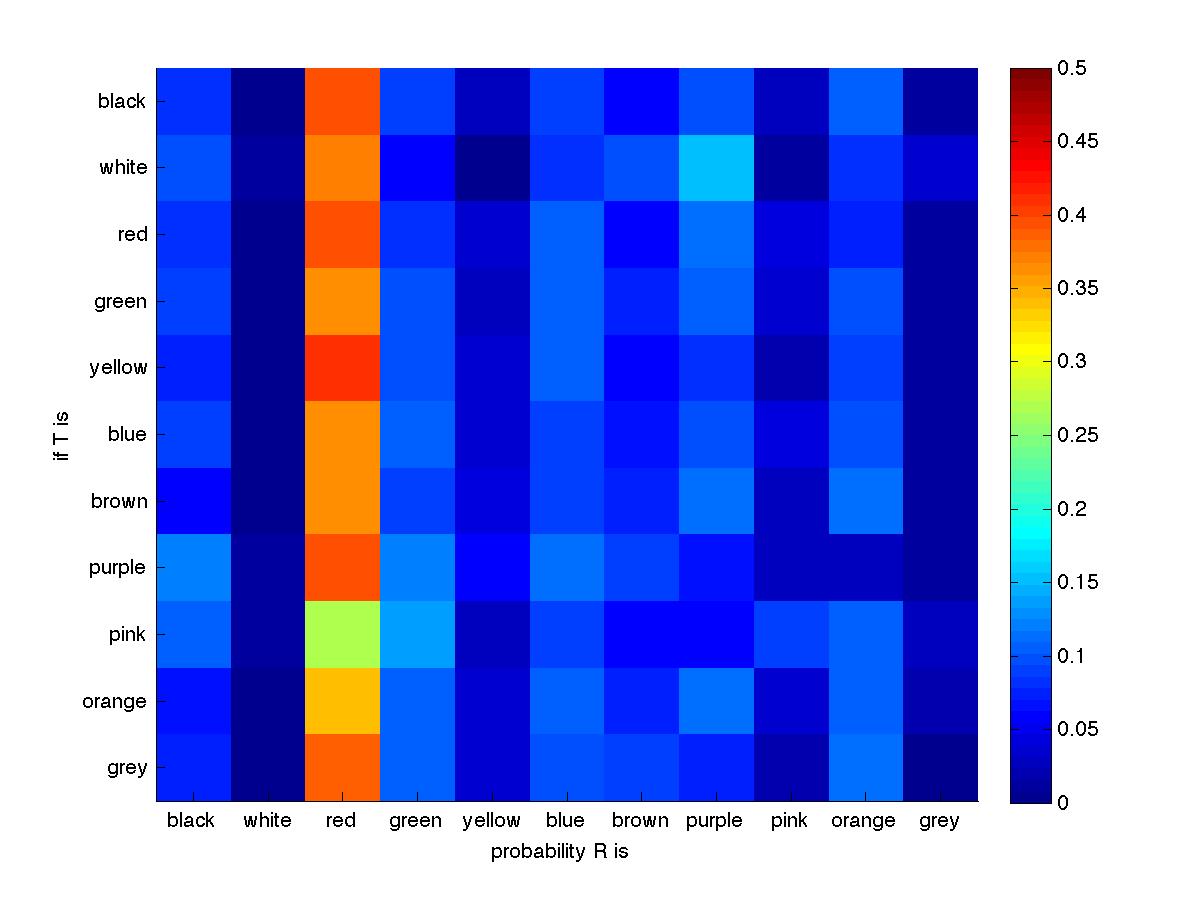 if T is
black
white
red
green
yellow
blue
brown
purple
pink
orange
grey
black white red green yellow blue brown purple pink orange grey
probability R is
0.5
0.45
0.4
0.35
0.3
0.25
0.2
0.15
0.1
0.05
0